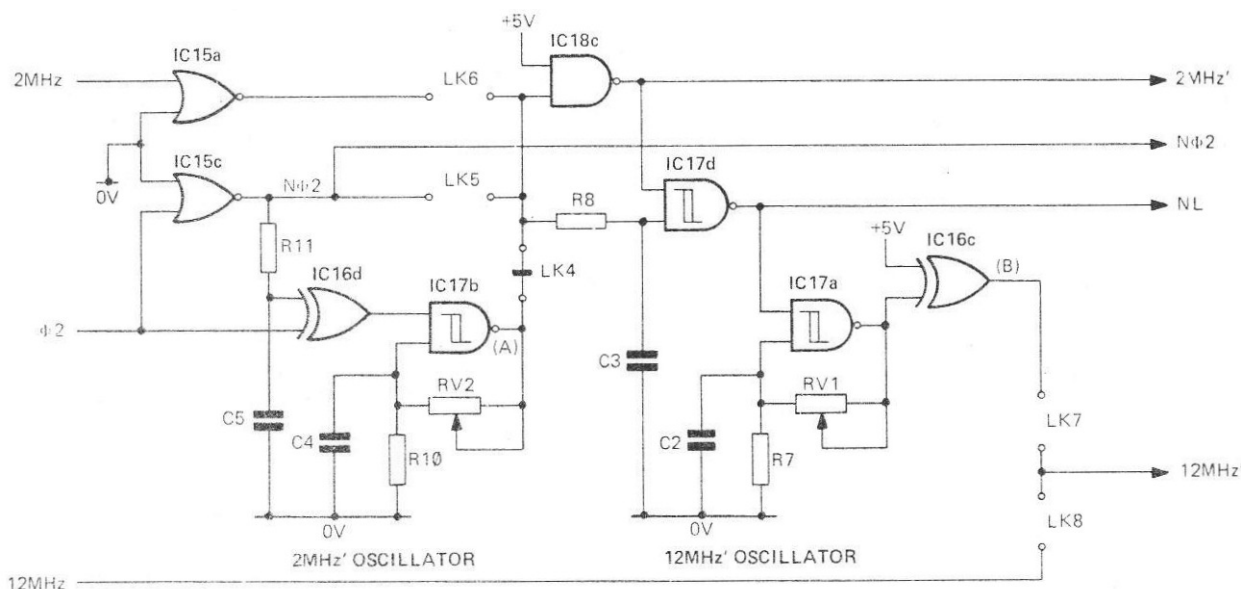 +5V
IC18c
IC15a
2MHz
LK6
2MHz'
IC15c
NΦ2
IC17d
0V
NΦ2
LK5
R8
NL
+5V
IC16c
R11
(B)
IC16d
LK4
IC17b
IC17a
Φ2
(A)
C3
RV2
RV1
C5
C4
C2
LK7
R1Ø
R7
12MHz'
LK8
0V
0V
2MHz' OSCILLATOR
12MHz' OSCILLATOR
12MHz